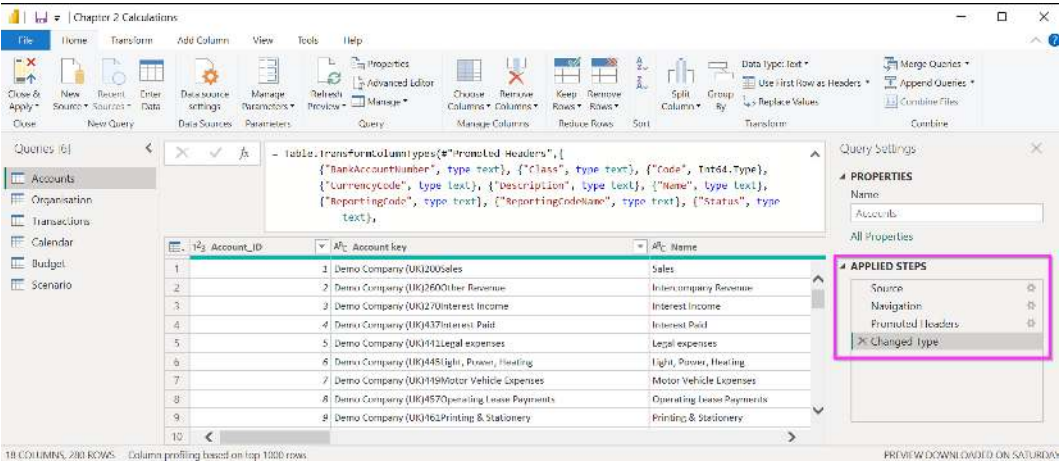 Chapter 2 Calculations
File Home Transform Add Column View Tools Help
Close & Apply
New Source
Recent Sources
Enter Data
Data source settings
Manage Parameters
Refresh Preview
Properties
Advanced Editor
Manage
Choose Columns
Remove Columns
Keep Rows
Remove Rows
Split Column
Group By
Data Type: Text
Use First Row as Headers
Replace Values
Merge Queries
Append Queries
Combine Files
Close New Query Data Sources Parameters Query Manage Columns Reduce Rows Sort Transform Combine
Queries [6]
Accounts
Organisation
Transactions
Calendar
Budget
Scenario
fx
= Table.TransformColumnTypes(#"Promoted Headers",{
{"BankAccountNumber", type text}, {"Class", type text}, {"Code", Int64.Type},
{"CurrencyCode", type text}, {"Description", type text}, {"Name", type text},
{"ReportingCode", type text}, {"ReportingCodeName", type text}, {"Status", type
text},
Account_ID Account key Name
1 1 Demo Company (UK)200Sales Sales
2 2 Demo Company (UK)260Other Revenue Intercompany Revenue
3 3 Demo Company (UK)270Interest Income Interest Income
4 4 Demo Company (UK)437Interest Paid Interest Paid
5 5 Demo Company (UK)441Legal expenses Legal expenses
6 6 Demo Company (UK)445Light, Power, Heating Light, Power, Heating
7 7 Demo Company (UK)449Motor Vehicle Expenses Motor Vehicle Expenses
8 8 Demo Company (UK)457Operating Lease Payments Operating Lease Payments
9 9 Demo Company (UK)461Printing & Stationery Printing & Stationery
10
Query Settings
PROPERTIES
Name
Accounts
All Properties
APPLIED STEPS
Source
Navigation
Promoted Headers
Changed Type
18 COLUMNS, 280 ROWS Column profiling based on top 1000 rows PREVIEW DOWNLOADED ON SATURDAY